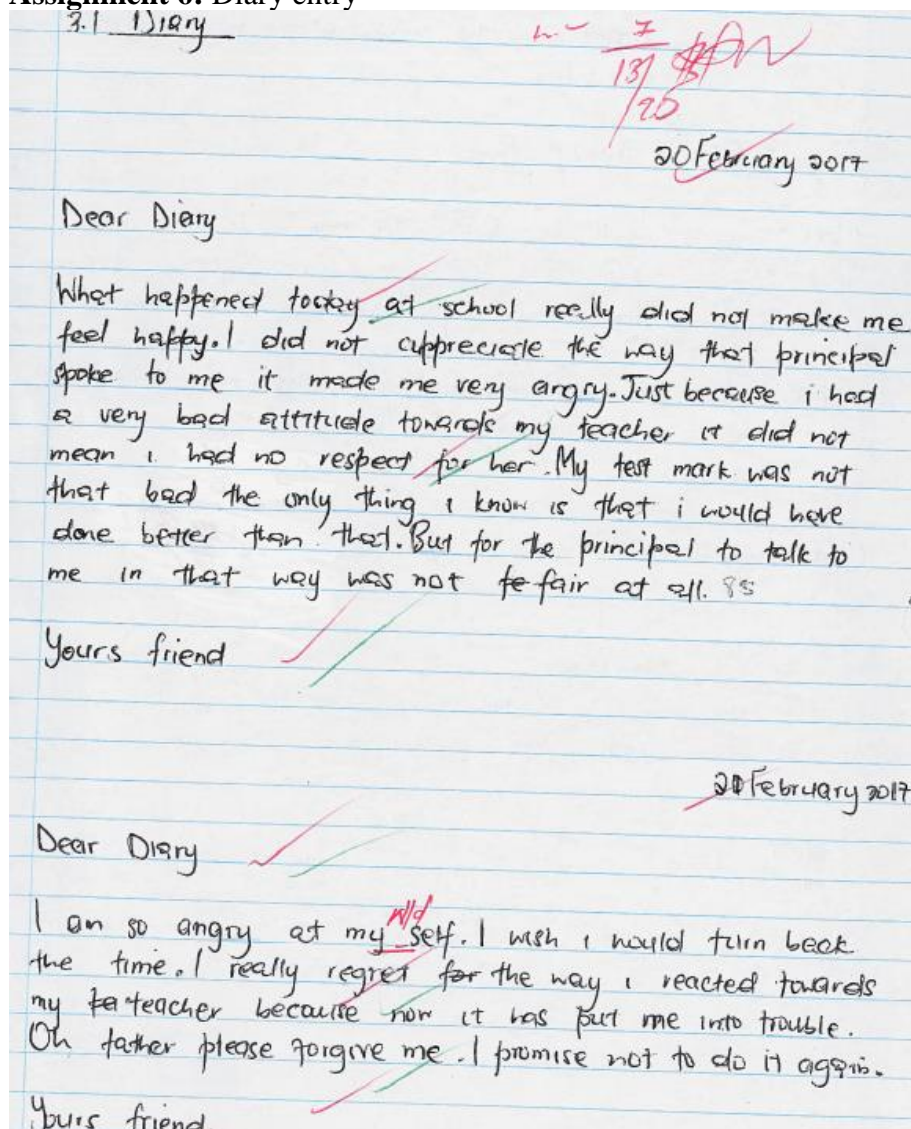 Assignment 6: Diary entry
3.1 Diary
7
13/
/20
20 February 2017
Dear Diary
What happened today at school really did not make me
feel happy. I did not appreciate the way that principal
spoke to me it made me very angry. Just because i had
a very bad attitude towards my teacher it did not
mean i had no respect for her. My test mark was not
that bad the only thing i know is that i would have
done better than that. But for the principal to talk to
me in that way was not fe fair at all. 85
Yours friend
February 2017
Dear Diary
w/d
I am so angry at my self. I wish i would turn back
the time. I really regret for the way i reacted towards
my tea teacher because now it has put me into trouble.
Oh father please forgive me. I promise not to do it again.
Yours friend